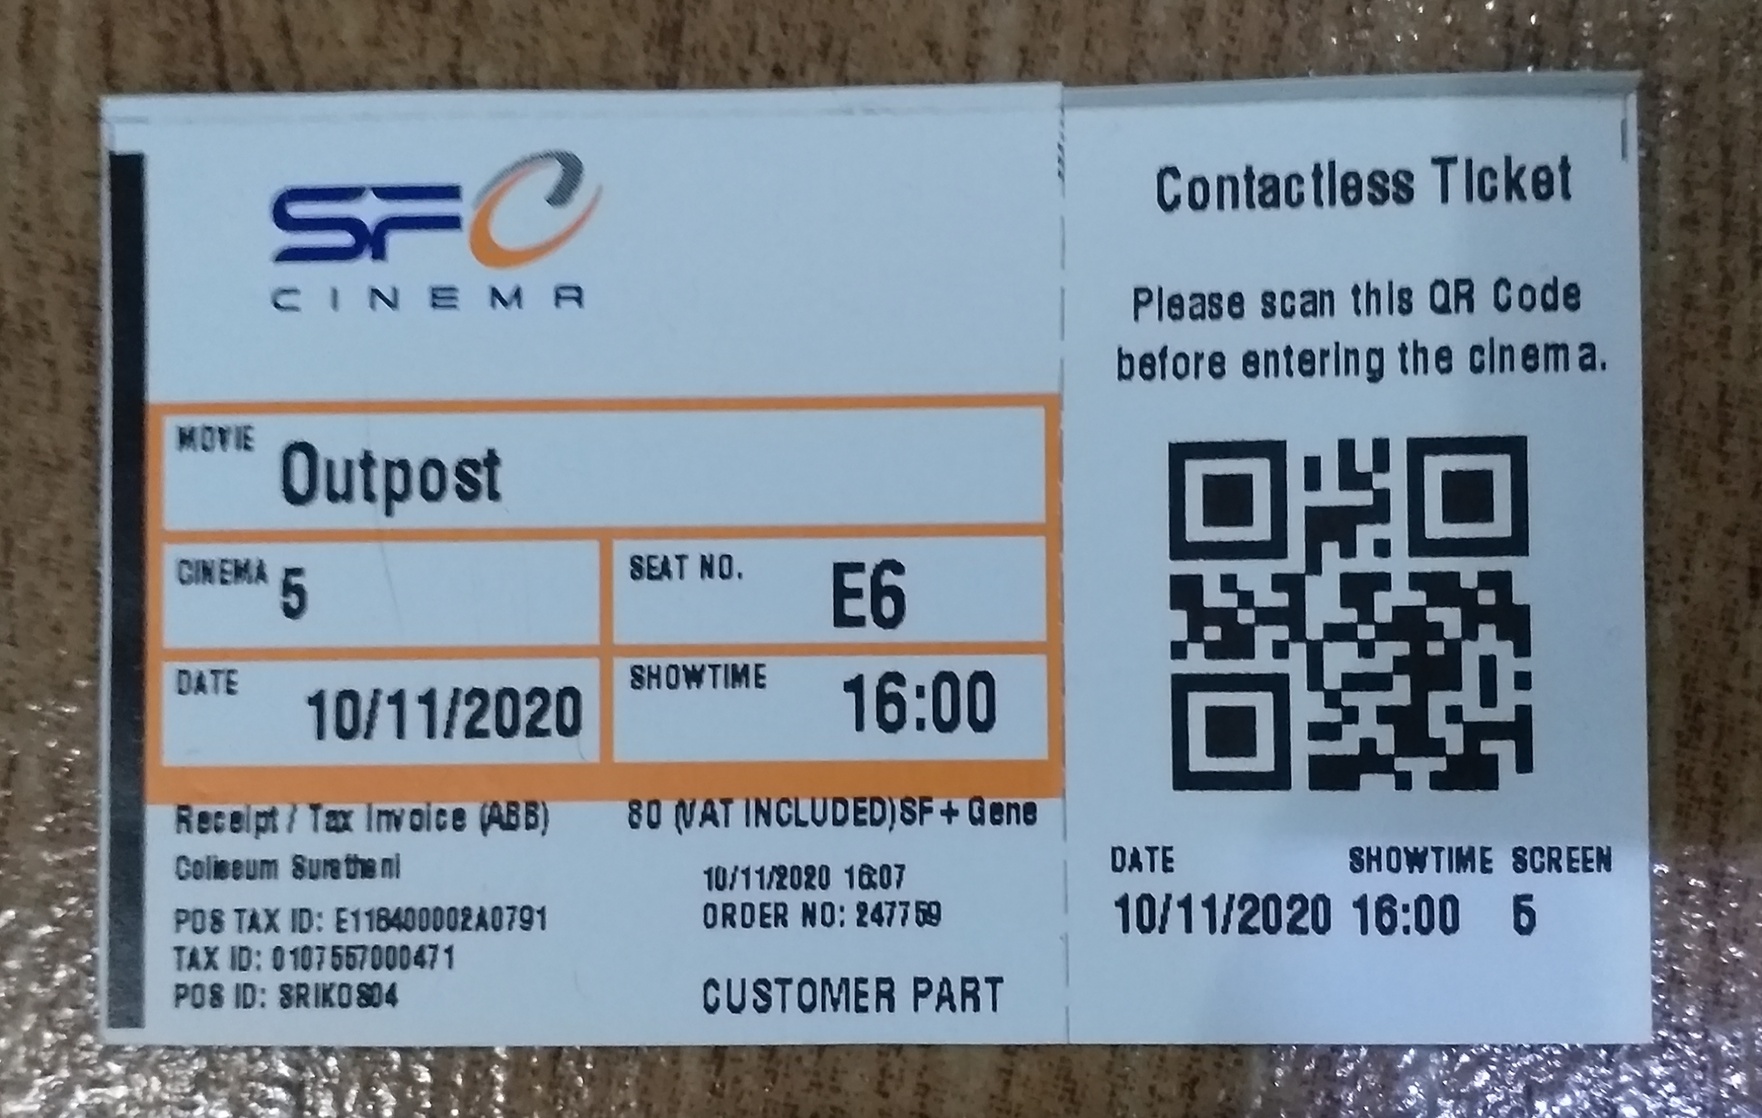 SFC
CINEMA
MOVIE Outpost
CINEMA 5
SEAT NO. E6
DATE 10/11/2020
SHOWTIME 16:00
Receipt / Tax Invoice (ABB)
80 (VAT INCLUDED)SF + Gene
Coliseum Surathani
10/11/2020 16:07
POS TAX ID: E118400002A0791
ORDER NO: 247759
TAX ID: 0107557000471
POS ID: SRIKOS04
CUSTOMER PART
Contactless Ticket
Please scan this QR Code
before entering the cinema.
DATE SHOWTIME SCREEN
10/11/2020 16:00 5